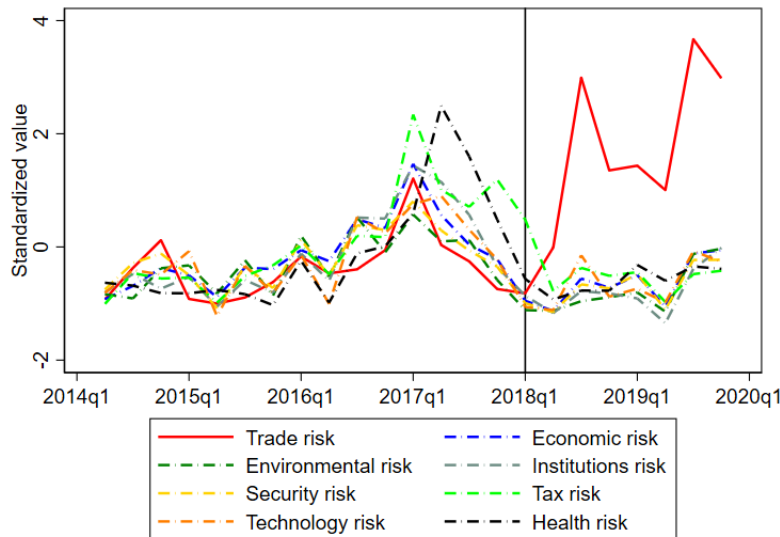 4
2
0
-2
Standardized value
2014q1 2015q1 2016q1 2017q1 2018q1 2019q1 2020q1
Trade risk Economic risk
Environmental risk Institutions risk
Security risk Tax risk
Technology risk Health risk